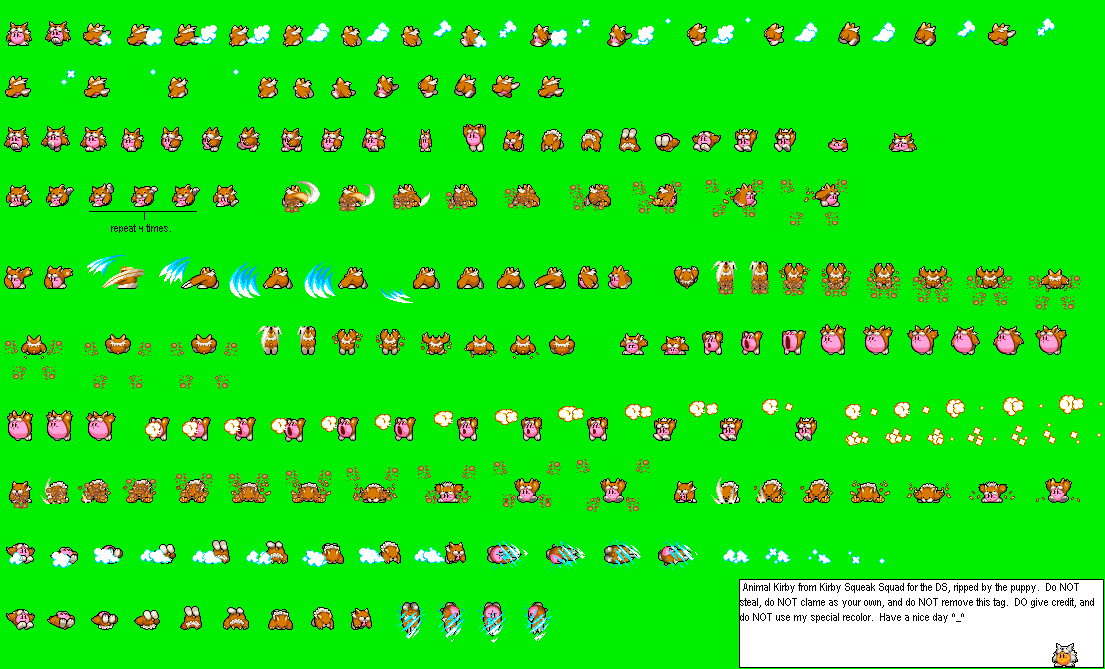 repeat 4 times.
Animal Kirby from Kirby Squeak Squad for the DS, ripped by the puppy. Do NOT
steal, do NOT clame as your own, and do NOT remove this tag. DO give credit, and
do NOT use my special recolor. Have a nice day ^_^